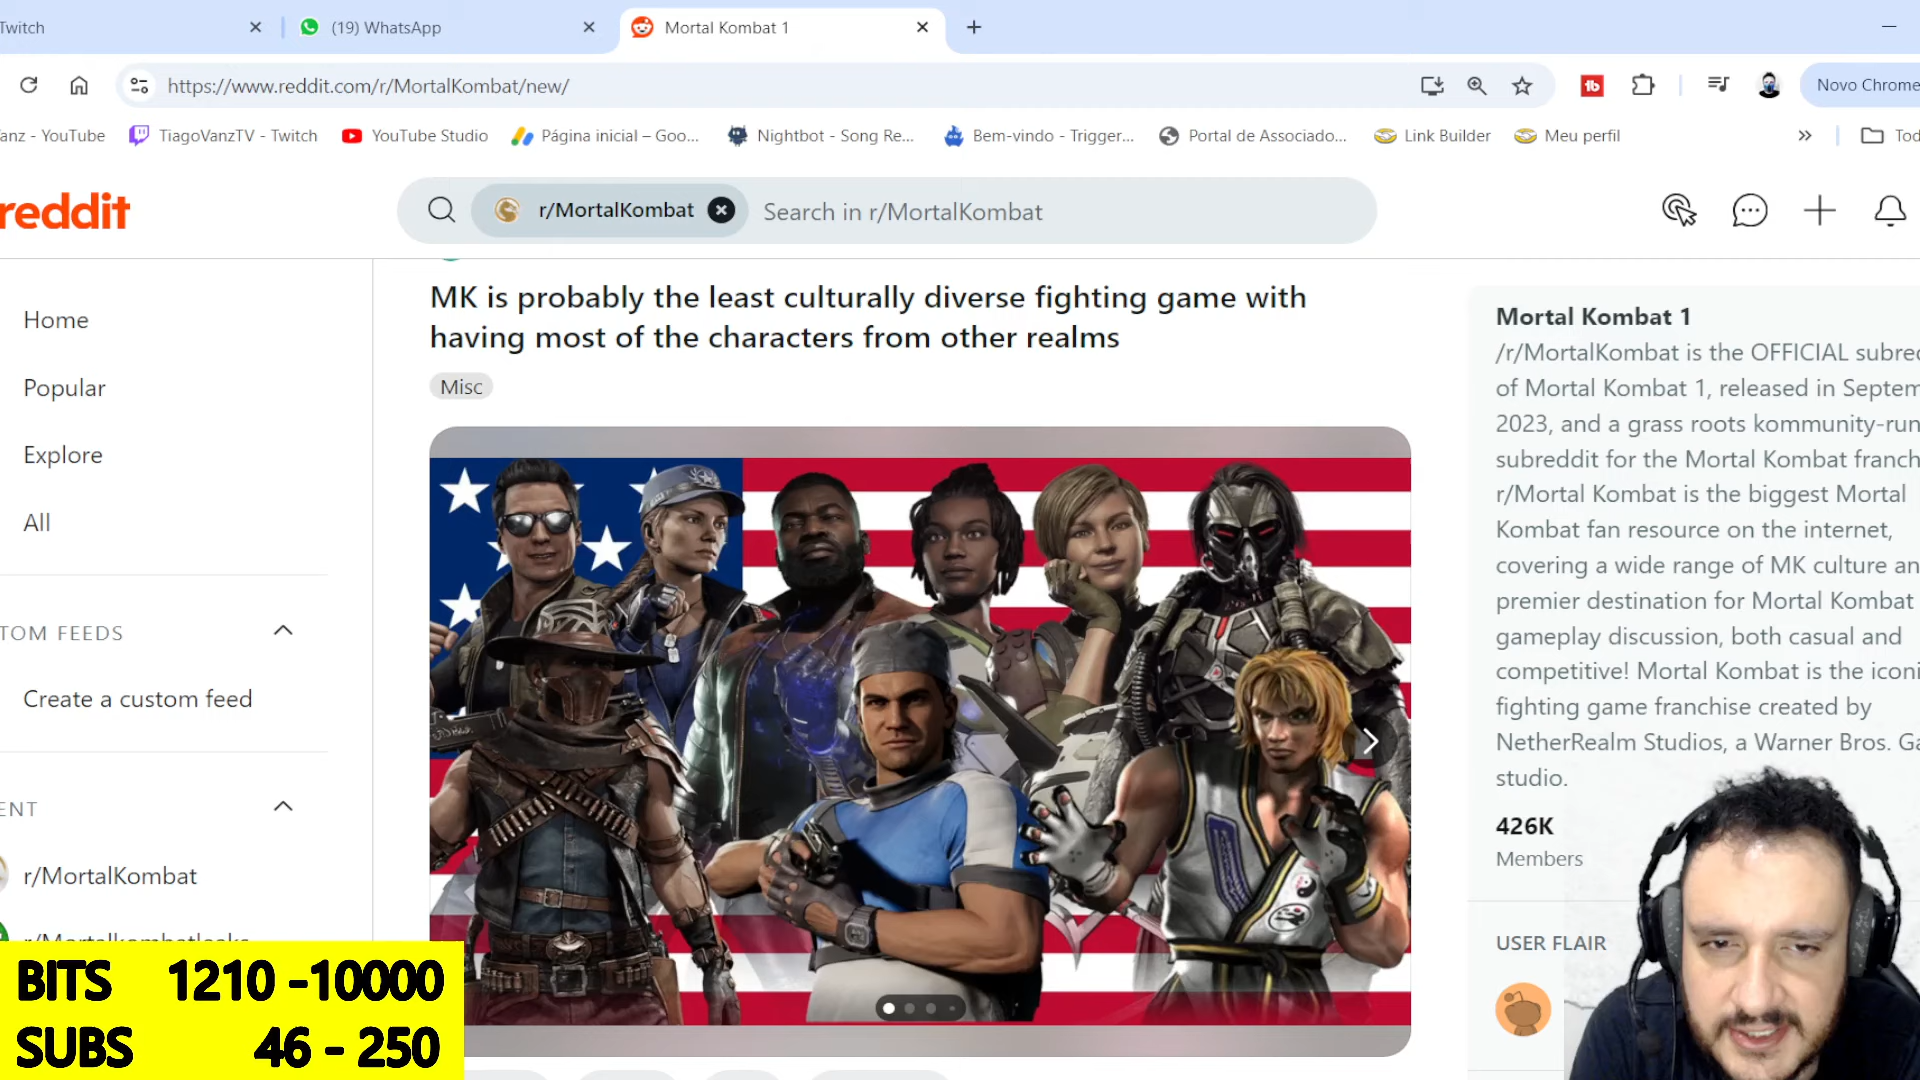 Twitch
(19) WhatsApp
Mortal Kombat 1
https://www.reddit.com/r/MortalKombat/new/
Novo Chrome
anz - YouTube
TiagoVanzTV - Twitch
YouTube Studio
Página inicial – Goo...
Nightbot - Song Re...
Bem-vindo - Trigger...
Portal de Associado...
Link Builder
Meu perfil
Tod
reddit
r/MortalKombat
Search in r/MortalKombat
Home
Popular
Explore
All
TOM FEEDS
Create a custom feed
ENT
r/MortalKombat
r/Mortalkombatleaks
MK is probably the least culturally diverse fighting game with
having most of the characters from other realms
Misc
Mortal Kombat 1
/r/MortalKombat is the OFFICIAL subred
of Mortal Kombat 1, released in Septem
2023, and a grass roots kommunity-run
subreddit for the Mortal Kombat franch
r/Mortal Kombat is the biggest Mortal
Kombat fan resource on the internet,
covering a wide range of MK culture an
premier destination for Mortal Kombat
gameplay discussion, both casual and
competitive! Mortal Kombat is the iconi
fighting game franchise created by
NetherRealm Studios, a Warner Bros. Ga
studio.
426K
Members
USER FLAIR
BITS 1210 -10000
SUBS 46 - 250